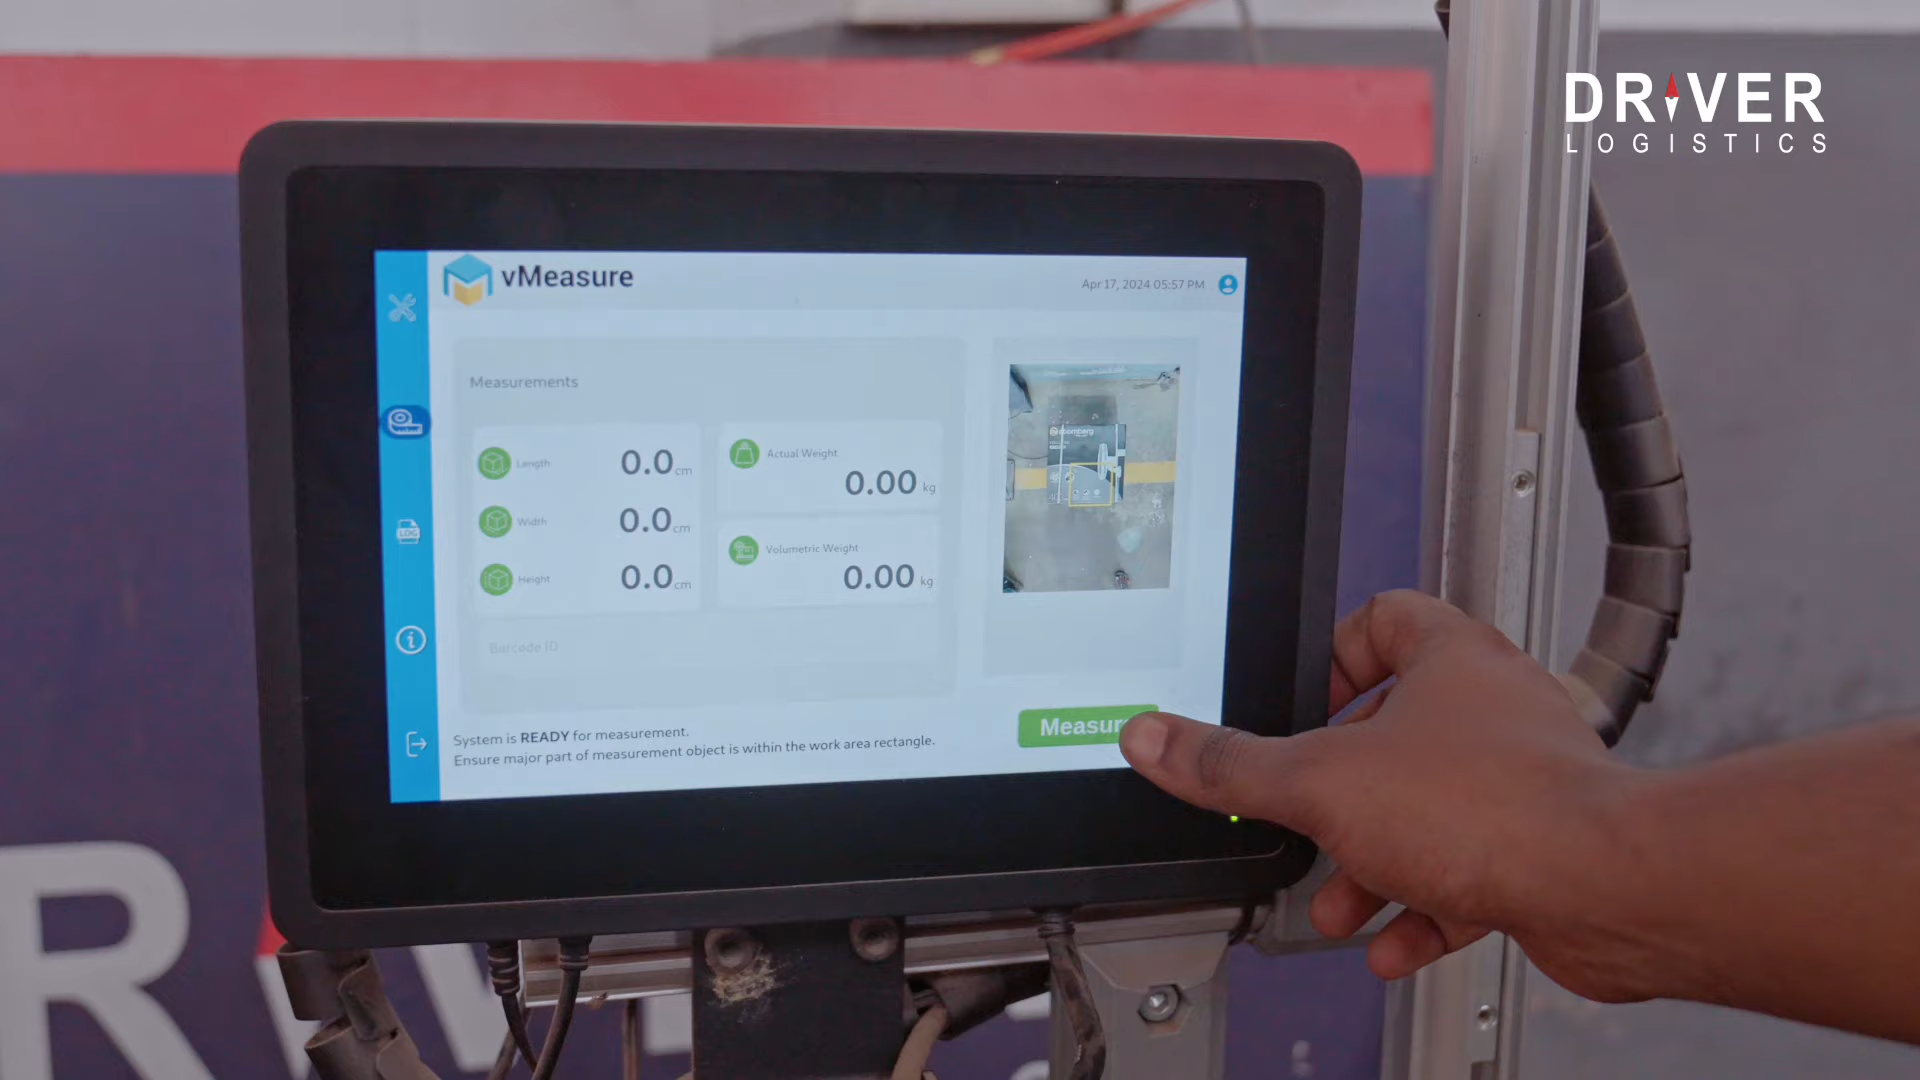 DRIVER
LOGISTICS
vMeasure
Apr 17, 2024 05:57 PM
Measurements
Length 0.0 cm
Width 0.0 cm
Height 0.0 cm
Actual Weight
0.00 kg
Volumetric Weight
0.00 kg
Barcode ID
LOG
System is READY for measurement.
Ensure major part of measurement object is within the work area rectangle.
Measure
R